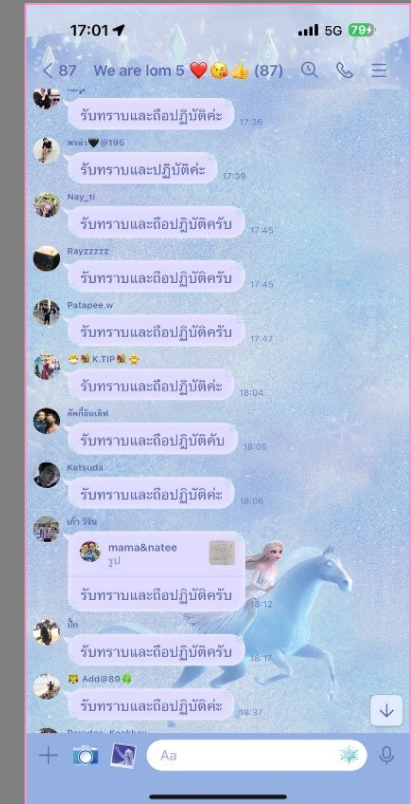 17:01
5G 79
87 We are lom 5 ❤️😘👍 (87)
รับทราบและถือปฏิบัติค่ะ
17:36
@195
รับทราบและปฏิบัติค่ะ
17:39
Nay_ti
รับทราบและถือปฏิบัติครับ
17:45
Rayzzzzz
รับทราบและถือปฏิบัติครับ
17:45
Patapee.w
รับทราบและถือปฏิบัติครับ
17:47
K.TIP
รับทราบและถือปฏิบัติค่ะ
18:04
รับทราบและถือปฏิบัติคับ
18:05
Ketsuda
รับทราบและถือปฏิบัติค่ะ
18:06
เก๋า วิจิน
mama&natee
รูป
รับทราบและถือปฏิบัติครับ
18:12
ปิ๊ก
รับทราบและถือปฏิบัติครับ
18:17
Add@89
รับทราบและถือปฏิบัติค่ะ
18:37
Aa